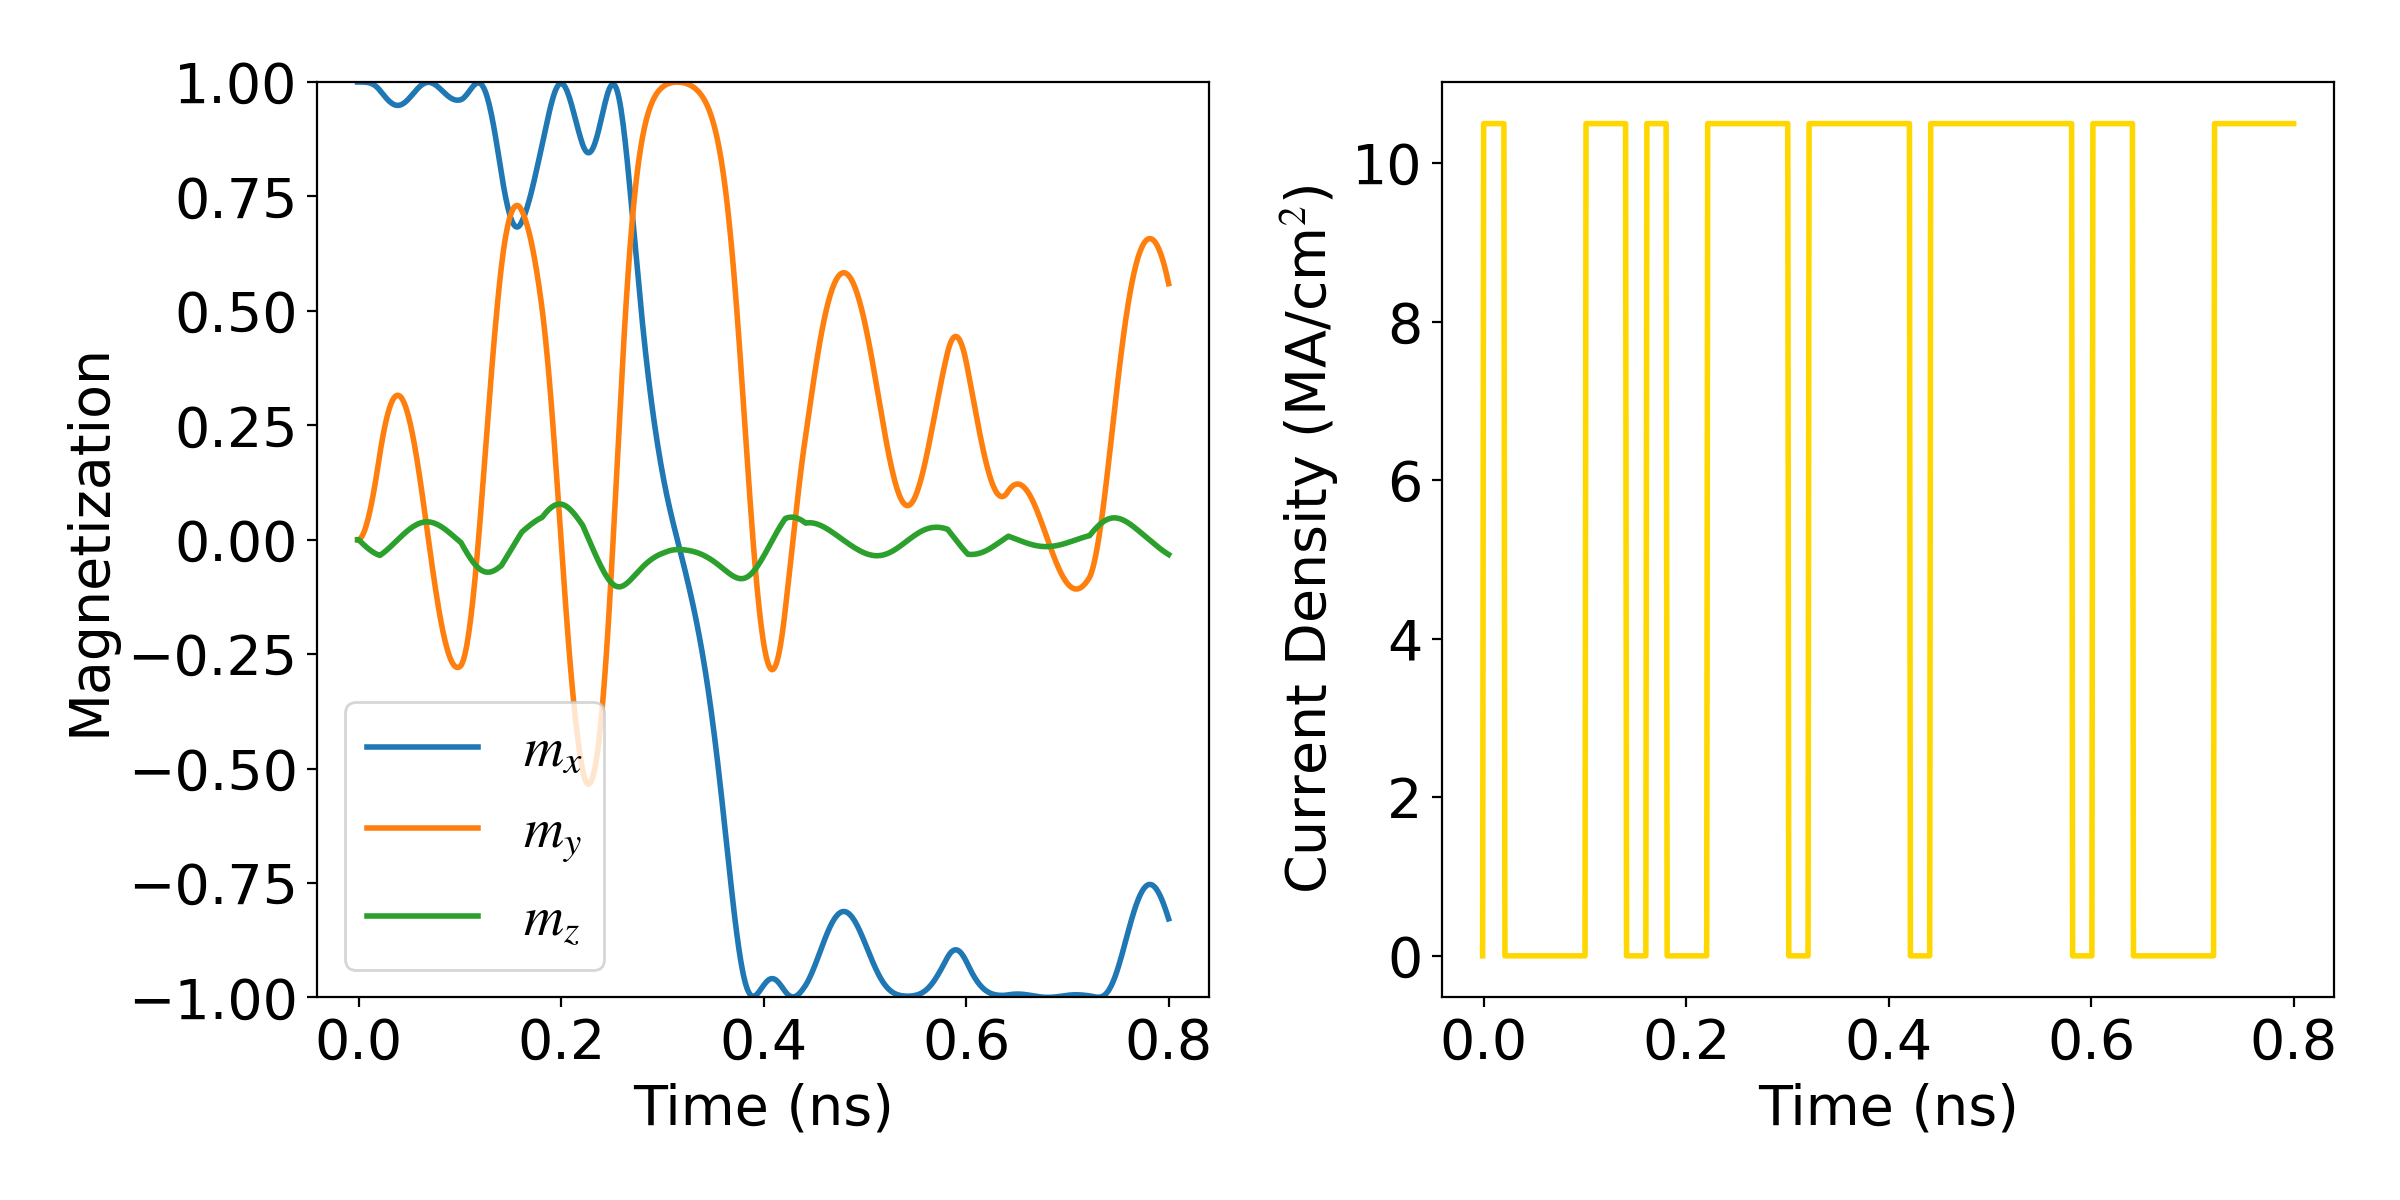 1.00
0.75
0.50
0.25
0.00
−0.25
−0.50
−0.75
−1.00
Magnetization
m_x
m_y
m_z
0.0 0.2 0.4 0.6 0.8
Time (ns)
10
8
6
4
2
0
Current Density (MA/cm²)
0.0 0.2 0.4 0.6 0.8
Time (ns)